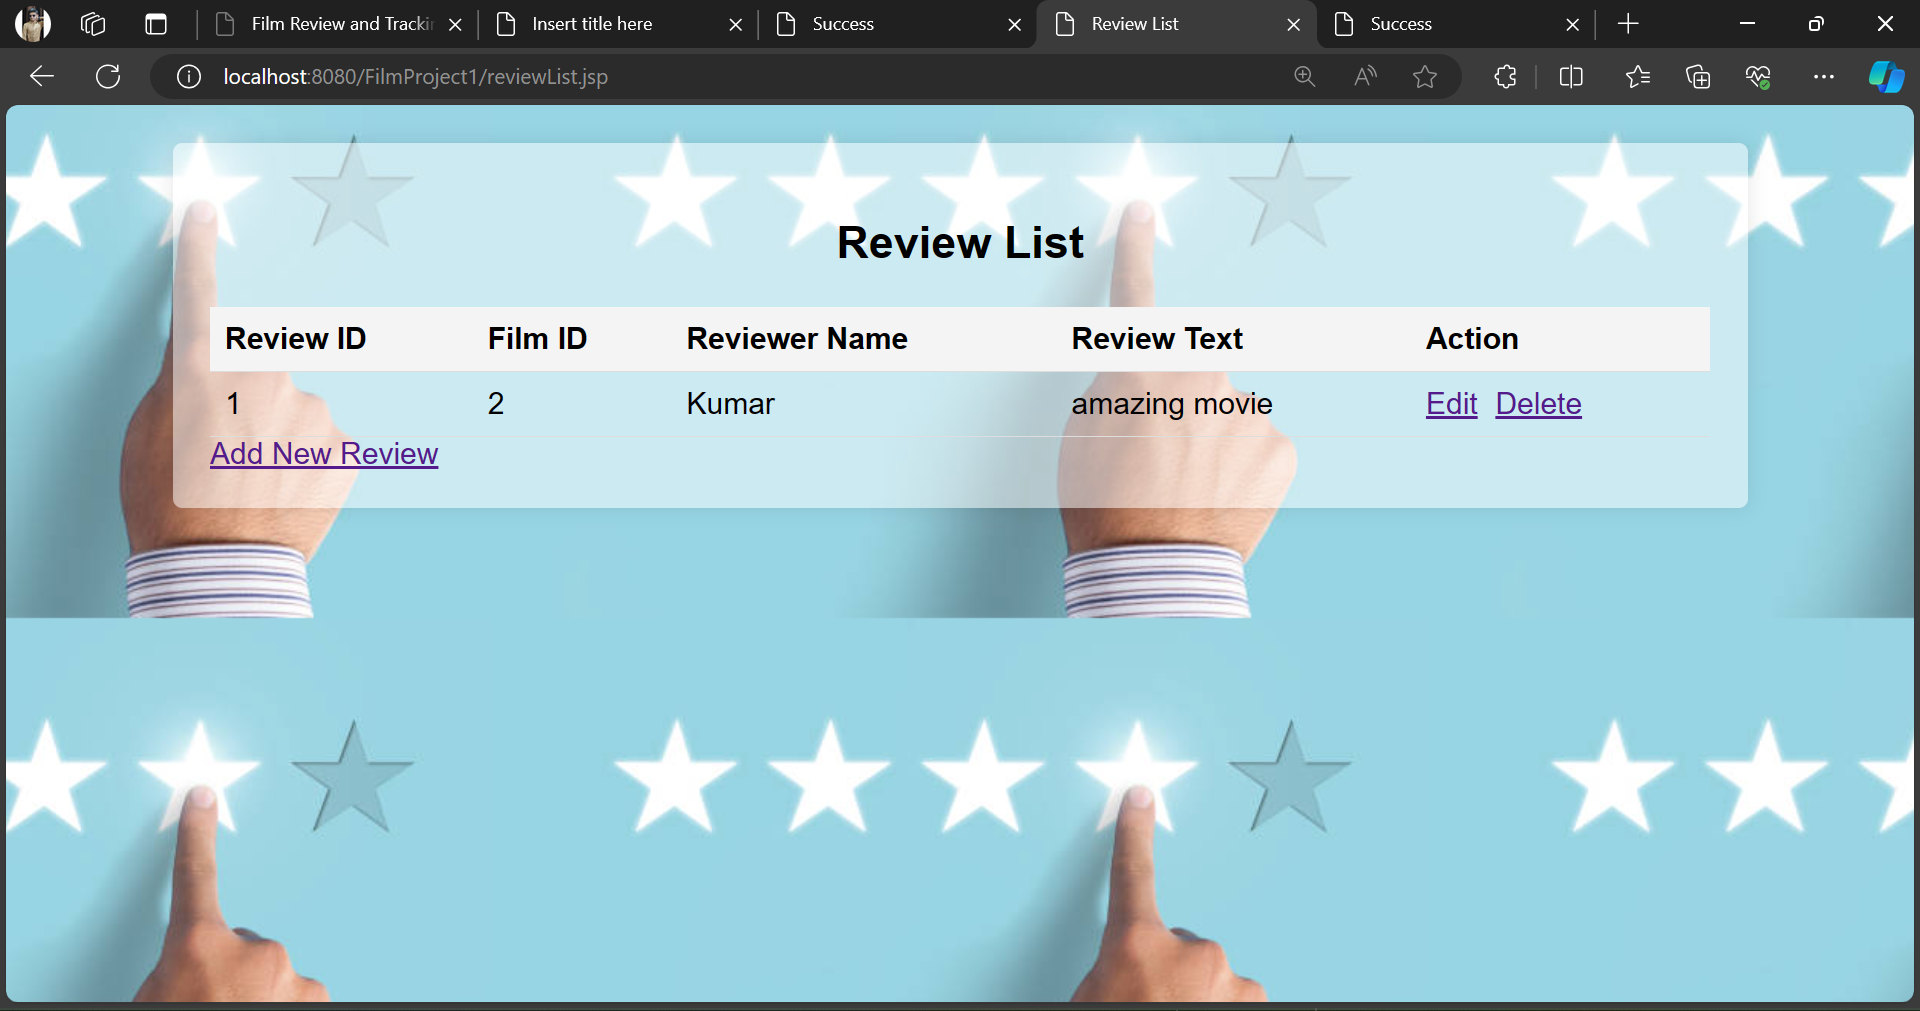 Film Review and Trackin
Insert title here
Success
Review List
Success
localhost:8080/FilmProject1/reviewList.jsp
Review List
Review ID Film ID Reviewer Name Review Text Action
1 2 Kumar amazing movie Edit Delete
Add New Review